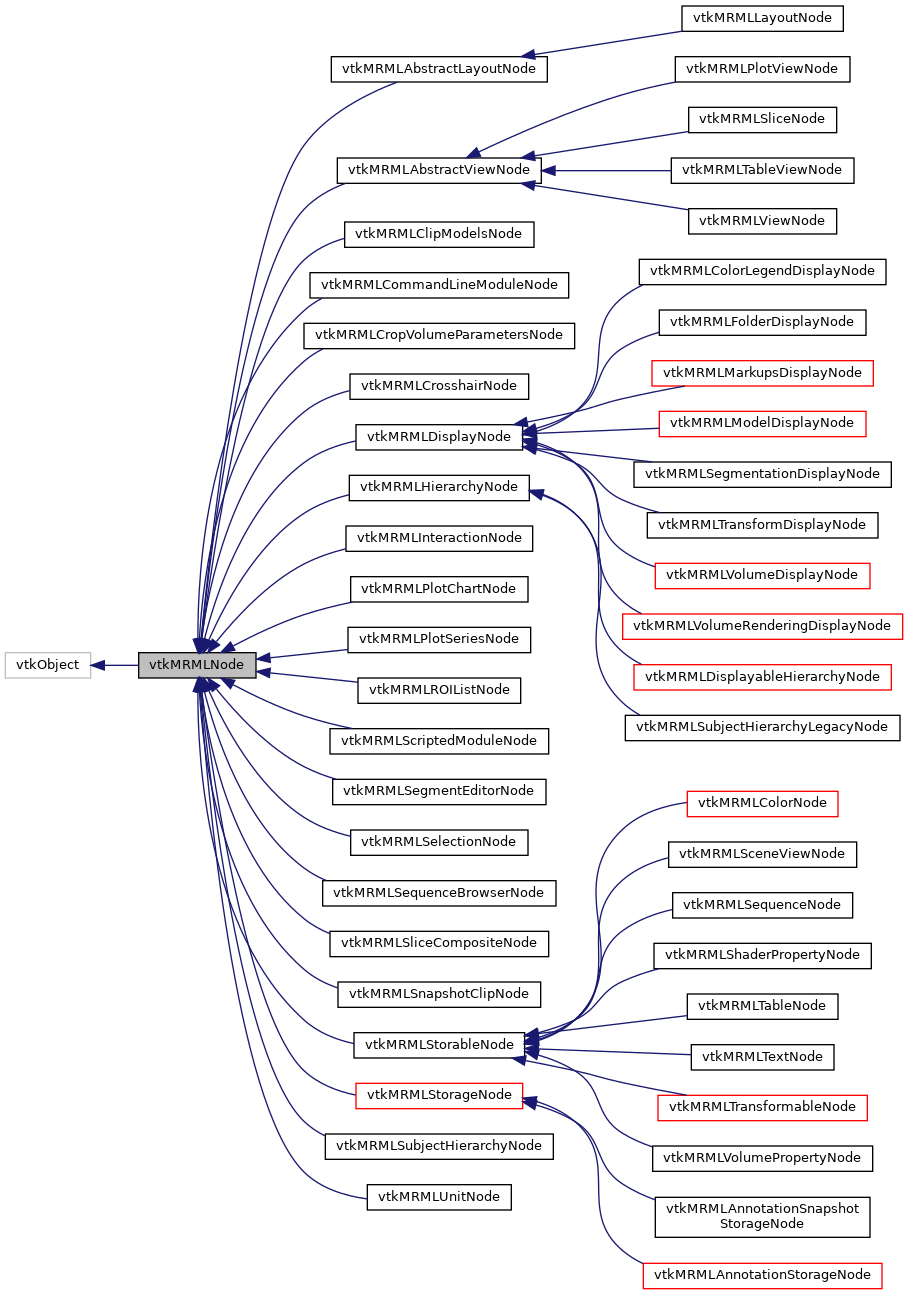 vtkMRMLLayoutNode
vtkMRMLAbstractLayoutNode
vtkMRMLPlotViewNode
vtkMRMLSliceNode
vtkMRMLAbstractViewNode
vtkMRMLTableViewNode
vtkMRMLViewNode
vtkMRMLClipModelsNode
vtkMRMLColorLegendDisplayNode
vtkMRMLCommandLineModuleNode
vtkMRMLFolderDisplayNode
vtkMRMLCropVolumeParametersNode
vtkMRMLMarkupsDisplayNode
vtkMRMLCrosshairNode
vtkMRMLModelDisplayNode
vtkMRMLDisplayNode
vtkMRMLSegmentationDisplayNode
vtkMRMLHierarchyNode
vtkMRMLTransformDisplayNode
vtkMRMLInteractionNode
vtkMRMLVolumeDisplayNode
vtkMRMLPlotChartNode
vtkMRMLVolumeRenderingDisplayNode
vtkMRMLPlotSeriesNode
vtkObject
vtkMRMLNode
vtkMRMLDisplayableHierarchyNode
vtkMRMLROIListNode
vtkMRMLSubjectHierarchyLegacyNode
vtkMRMLScriptedModuleNode
vtkMRMLSegmentEditorNode
vtkMRMLColorNode
vtkMRMLSelectionNode
vtkMRMLSceneViewNode
vtkMRMLSequenceBrowserNode
vtkMRMLSequenceNode
vtkMRMLSliceCompositeNode
vtkMRMLShaderPropertyNode
vtkMRMLSnapshotClipNode
vtkMRMLTableNode
vtkMRMLStorableNode
vtkMRMLTextNode
vtkMRMLStorageNode
vtkMRMLTransformableNode
vtkMRMLSubjectHierarchyNode
vtkMRMLVolumePropertyNode
vtkMRMLUnitNode
vtkMRMLAnnotationSnapshot
StorageNode
vtkMRMLAnnotationStorageNode